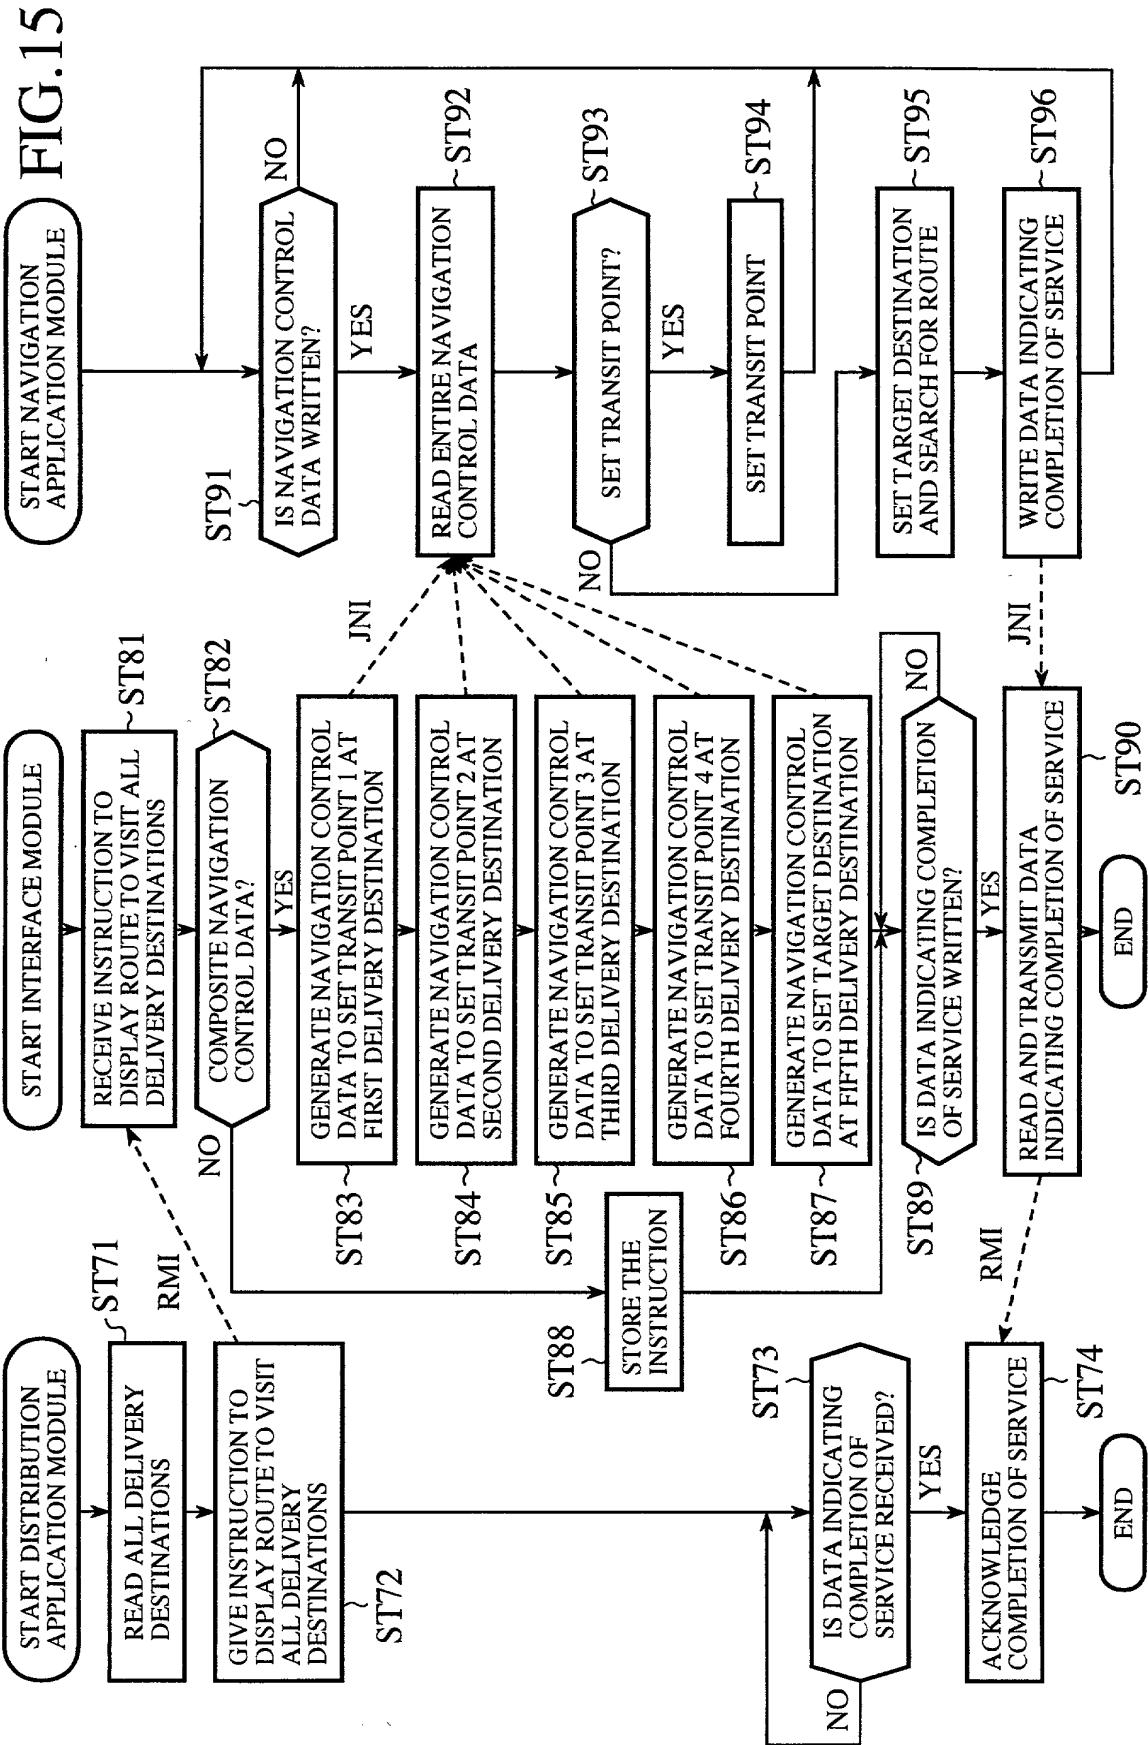 FIG.15
START DISTRIBUTION
APPLICATION MODULE
ST71
READ ALL DELIVERY
DESTINATIONS
GIVE INSTRUCTION TO
DISPLAY ROUTE TO VISIT
ALL DELIVERY
DESTINATIONS
ST72
RMI
ST73
IS DATA INDICATING
COMPLETION OF
SERVICE RECEIVED?
NO
YES
ACKNOWLEDGE
COMPLETION OF SERVICE
ST74
END
START INTERFACE MODULE
RECEIVE INSTRUCTION TO
DISPLAY ROUTE TO VISIT ALL
DELIVERY DESTINATIONS
ST81
ST82
COMPOSITE NAVIGATION
CONTROL DATA?
NO
YES
ST83
GENERATE NAVIGATION CONTROL
DATA TO SET TRANSIT POINT 1 AT
FIRST DELIVERY DESTINATION
ST84
GENERATE NAVIGATION CONTROL
DATA TO SET TRANSIT POINT 2 AT
SECOND DELIVERY DESTINATION
ST85
GENERATE NAVIGATION CONTROL
DATA TO SET TRANSIT POINT 3 AT
THIRD DELIVERY DESTINATION
ST86
GENERATE NAVIGATION CONTROL
DATA TO SET TRANSIT POINT 4 AT
FOURTH DELIVERY DESTINATION
ST87
GENERATE NAVIGATION CONTROL
DATA TO SET TARGET DESTINATION
AT FIFTH DELIVERY DESTINATION
ST88
STORE THE
INSTRUCTION
ST89
IS DATA INDICATING COMPLETION
OF SERVICE WRITTEN?
NO
YES
READ AND TRANSMIT DATA
INDICATING COMPLETION OF SERVICE
ST90
RMI
END
START NAVIGATION
APPLICATION MODULE
ST91
IS NAVIGATION CONTROL
DATA WRITTEN?
NO
YES
READ ENTIRE NAVIGATION
CONTROL DATA
ST92
JNI
ST93
SET TRANSIT POINT?
NO
YES
ST94
SET TRANSIT POINT
ST95
SET TARGET DESTINATION
AND SEARCH FOR ROUTE
ST96
WRITE DATA INDICATING
COMPLETION OF SERVICE
JNI